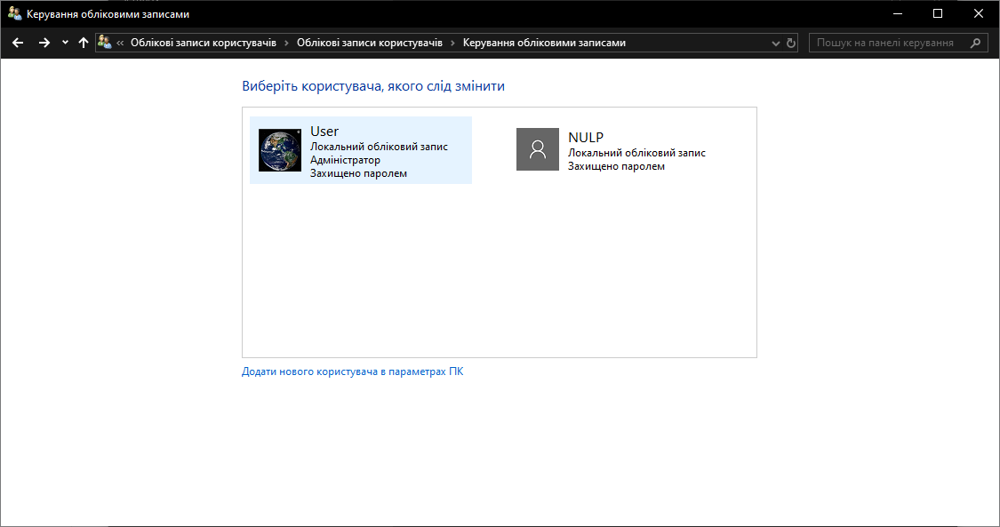 Керування обліковими записами
« Облікові записи користувачів > Облікові записи користувачів > Керування обліковими записами
Пошук на панелі керування
Виберіть користувача, якого слід змінити
User
Локальний обліковий запис
Адміністратор
Захищено паролем
NULP
Локальний обліковий запис
Захищено паролем
Додати нового користувача в параметрах ПК